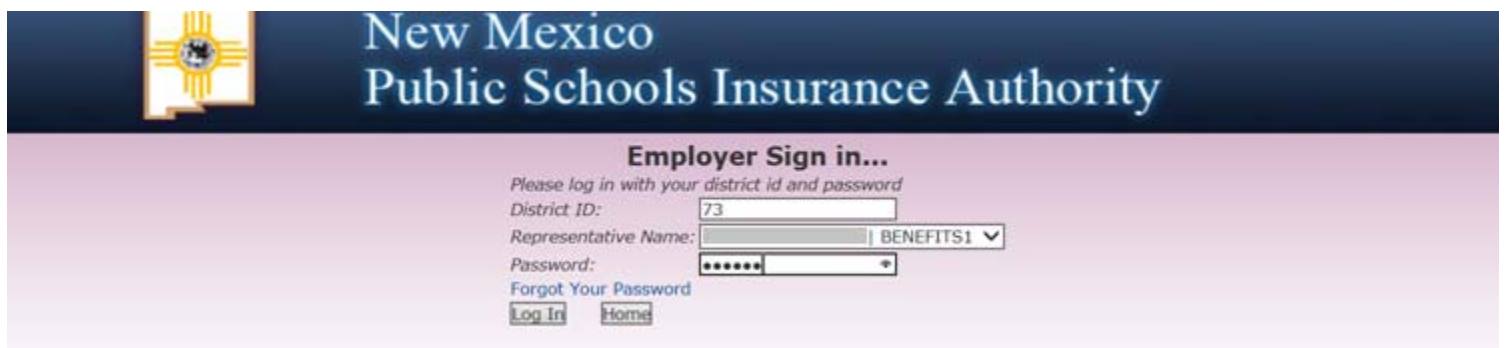 New Mexico
Public Schools Insurance Authority
Employer Sign in...
Please log in with your district id and password
District ID: 73
Representative Name: | BENEFITS1
Password: ••••••
Forgot Your Password
Log In Home